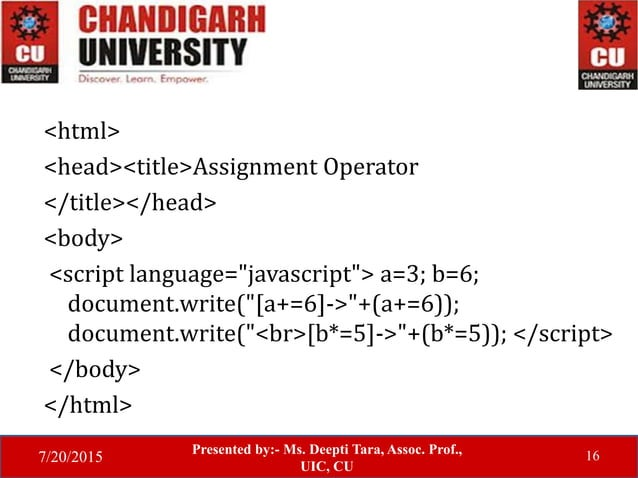 CU
CHANDIGARH
UNIVERSITY
CHANDIGARH
UNIVERSITY
Discover. Learn. Empower.
CU
CHANDIGARH
UNIVERSITY
<html>
<head><title>Assignment Operator
</title></head>
<body>
<script language="javascript"> a=3; b=6;
document.write("[a+=6]->"+(a+=6));
document.write("<br>[b*=5]->"+(b*=5)); </script>
</body>
</html>
7/20/2015
Presented by:- Ms. Deepti Tara, Assoc. Prof.,
UIC, CU
16